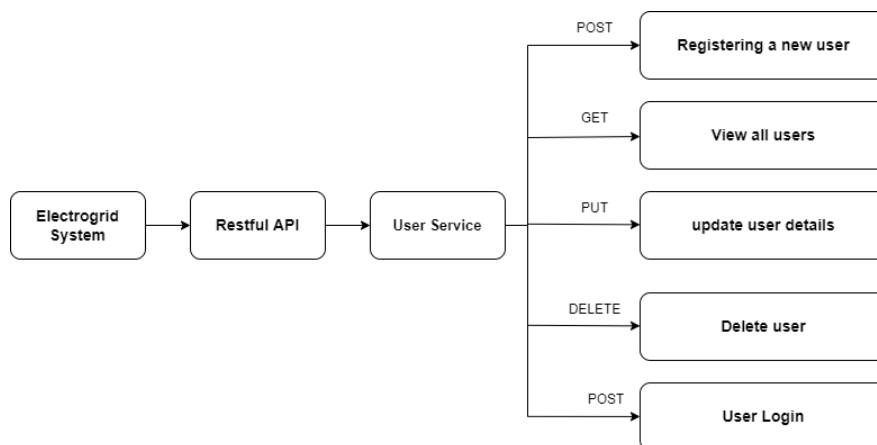 POST
Registering a new user
GET
View all users
Electrogrid
System
Restful API
User Service
PUT
update user details
DELETE
Delete user
POST
User Login